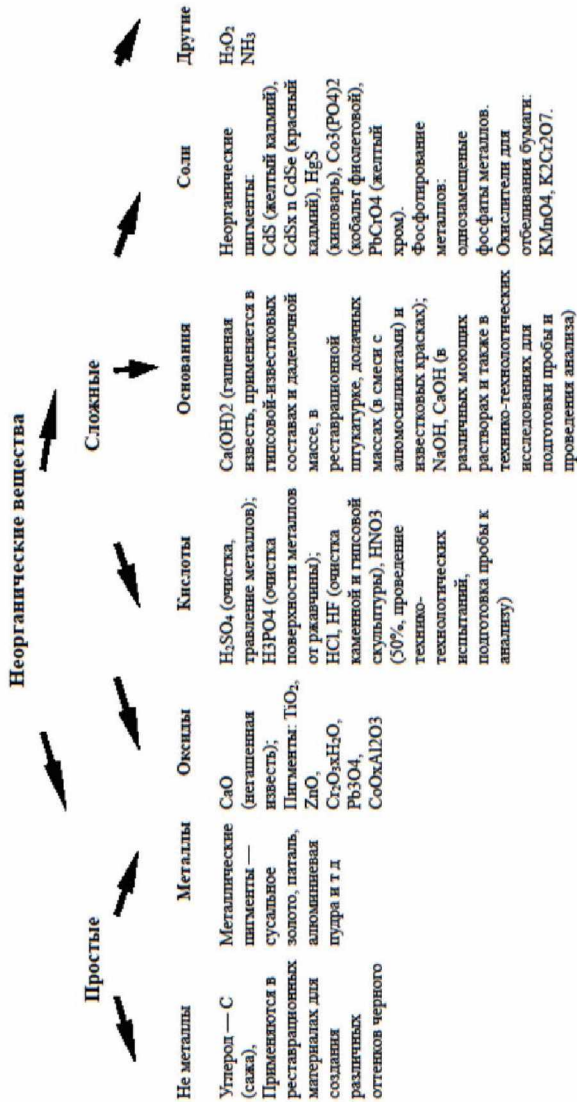 Неорганические вещества
Простые
Сложные
Не металлы
Углерод — С
(сажа),
Применяются в
реставрационных
материалах для
создания
различных
оттенков черного
Металлы
Металлические
пигменты —
сусальное
золото, паталь,
алюминиевая
пудра и т д
Оксиды
CaO
(негашенная
известь);
Пигменты: TiO₂,
ZnO,
Cr₂O₃xH₂O,
Pb3O4,
CoOxAl2O3
Кислоты
H₂SO₄ (очистка,
травление металлов);
H3PO4 (очистка
поверхности металлов
от ржавчины);
HCl, HF (очистка
каменной и гипсовой
скульптуры), HNO3
(50%, проведение
технико-
технологических
испытаний,
подготовка пробы к
анализу)
Основания
Ca(OH)2 (гашенная
известь, применяется в
гипсовой-известковых
составах и даделочной
массе, в
реставрационной
штукатурке, долачных
массах (в смеси с
алюмосиликатами) и
известковых красках);
NaOH, CaOH (в
различных моющих
растворах и также в
технико-технологических
исследованиях для
подготовки пробы и
проведения анализа)
Соли
Неорганические
пигменты:
CdS (желтый кадмий),
CdSx n CdSe (красный
кадмий), HgS
(киноварь), Co3(PO4)2
(кобальт фиолетовой),
PbCrO4 (желтый
хром).
Фосфотирование
металлов:
однозамещеные
фосфаты металлов.
Окислители для
отбеливания бумаги:
KMnO4, K2Cr2O7.
Другие
H₂O₂
NH₃